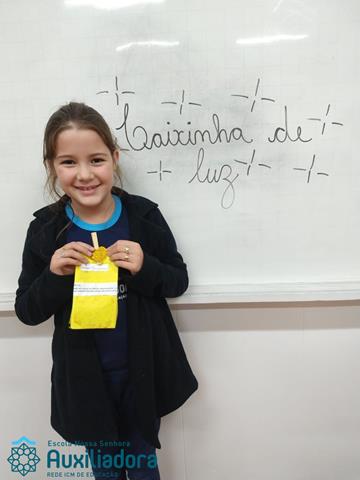 Caixinha de
luz
Escola Nossa Senhora
Auxiliadora
REDE ICM DE EDUCAÇÃO